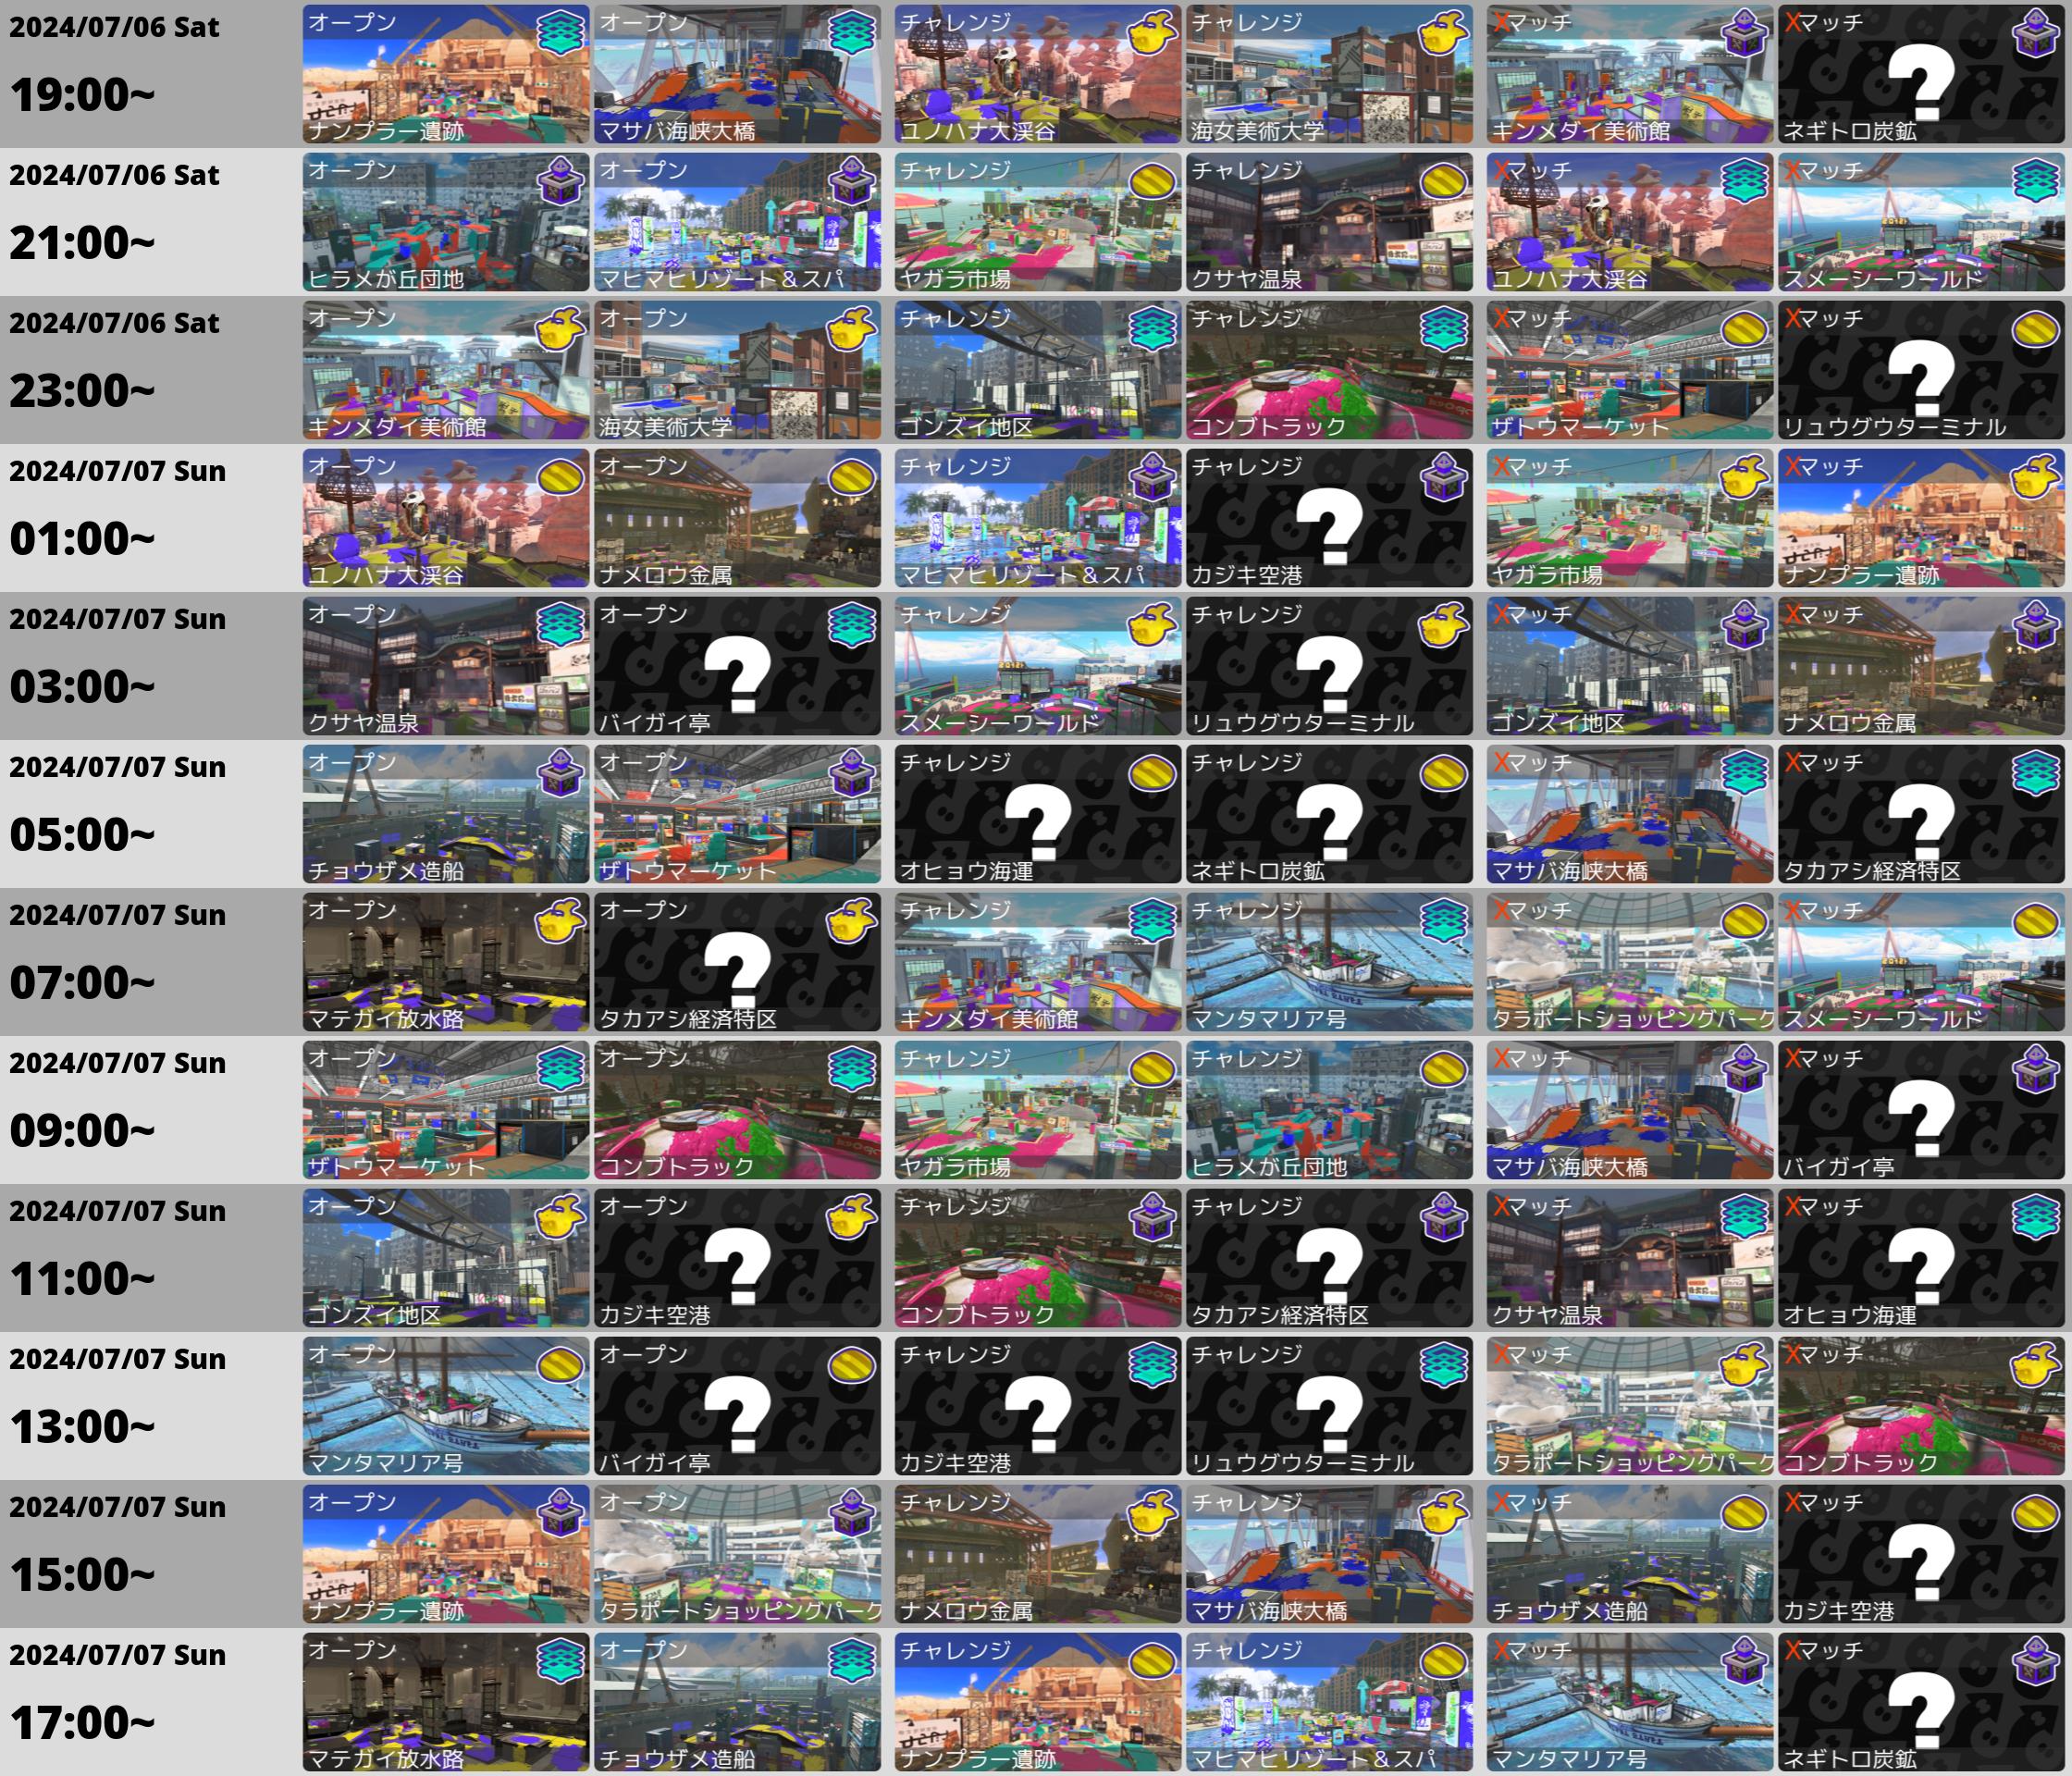 2024/07/06 Sat
19:00~
オープン
ナンプラー遺跡
オープン
マサバ海峡大橋
チャレンジ
ユノハナ大渓谷
チャレンジ
海女美術大学
Xマッチ
キンメダイ美術館
Xマッチ
?
ネギトロ炭鉱
2024/07/06 Sat
21:00~
オープン
ヒラメが丘団地
オープン
マヒマヒリゾート＆スパ
チャレンジ
ヤガラ市場
チャレンジ
クサヤ温泉
Xマッチ
ユノハナ大渓谷
Xマッチ
スメーシーワールド
2024/07/06 Sat
23:00~
オープン
キンメダイ美術館
オープン
海女美術大学
チャレンジ
ゴンズイ地区
チャレンジ
コンブトラック
Xマッチ
ザトウマーケット
Xマッチ
?
リュウグウターミナル
2024/07/07 Sun
01:00~
オープン
ユノハナ大渓谷
オープン
ナメロウ金属
チャレンジ
マヒマヒリゾート＆スパ
チャレンジ
?
カジキ空港
Xマッチ
ヤガラ市場
Xマッチ
ナンプラー遺跡
2024/07/07 Sun
03:00~
オープン
クサヤ温泉
オープン
?
バイガイ亭
チャレンジ
スメーシーワールド
チャレンジ
?
リュウグウターミナル
Xマッチ
ゴンズイ地区
Xマッチ
ナメロウ金属
2024/07/07 Sun
05:00~
オープン
チョウザメ造船
オープン
ザトウマーケット
チャレンジ
?
オヒョウ海運
チャレンジ
?
ネギトロ炭鉱
Xマッチ
マサバ海峡大橋
Xマッチ
?
タカアシ経済特区
2024/07/07 Sun
07:00~
オープン
マテガイ放水路
オープン
?
タカアシ経済特区
チャレンジ
キンメダイ美術館
チャレンジ
マンタマリア号
Xマッチ
タラポートショッピングパーク
Xマッチ
スメーシーワールド
2024/07/07 Sun
09:00~
オープン
ザトウマーケット
オープン
コンブトラック
チャレンジ
ヤガラ市場
チャレンジ
ヒラメが丘団地
Xマッチ
マサバ海峡大橋
Xマッチ
?
バイガイ亭
2024/07/07 Sun
11:00~
オープン
ゴンズイ地区
オープン
?
カジキ空港
チャレンジ
コンブトラック
チャレンジ
?
タカアシ経済特区
Xマッチ
クサヤ温泉
Xマッチ
?
オヒョウ海運
2024/07/07 Sun
13:00~
オープン
マンタマリア号
オープン
?
バイガイ亭
チャレンジ
?
カジキ空港
チャレンジ
?
リュウグウターミナル
Xマッチ
タラポートショッピングパーク
Xマッチ
コンブトラック
2024/07/07 Sun
15:00~
オープン
ナンプラー遺跡
オープン
タラポートショッピングパーク
チャレンジ
ナメロウ金属
チャレンジ
マサバ海峡大橋
Xマッチ
チョウザメ造船
Xマッチ
?
カジキ空港
2024/07/07 Sun
17:00~
オープン
マテガイ放水路
オープン
チョウザメ造船
チャレンジ
ナンプラー遺跡
チャレンジ
マヒマヒリゾート＆スパ
Xマッチ
マンタマリア号
Xマッチ
?
ネギトロ炭鉱